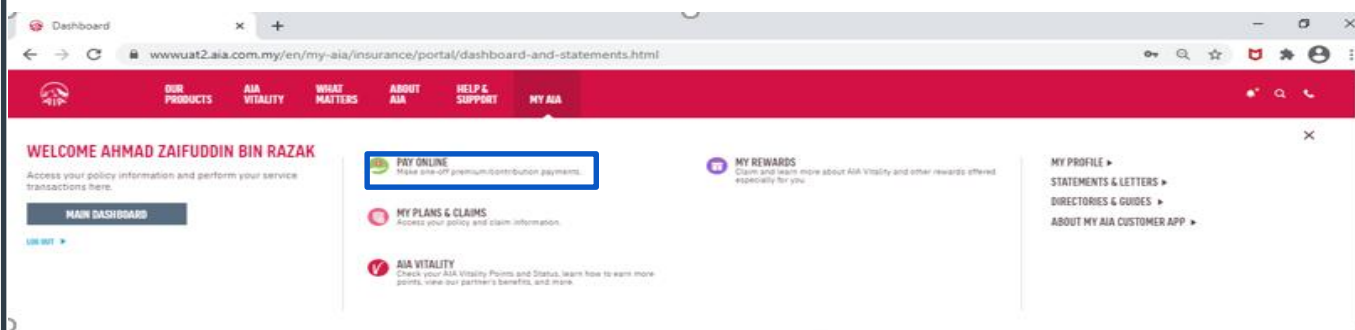 Dashboard
wwwuat2.aia.com.my/en/my-aia/insurance/portal/dashboard-and-statements.html
AIA
OUR
PRODUCTS
AIA
VITALITY
WHAT
MATTERS
ABOUT
AIA
HELP &
SUPPORT
MY AIA
WELCOME AHMAD ZAIFUDDIN BIN RAZAK
Access your policy information and perform your service
transactions here.
MAIN DASHBOARD
LOG OUT
PAY ONLINE
Make one-off premium/contribution payments.
MY PLANS & CLAIMS
Access your policy and claim information.
AIA VITALITY
Check your AIA Vitality Points and Status, learn how to earn more
points, view our partner's benefits, and more.
MY REWARDS
Claim and learn more about AIA Vitality and other rewards offered
especially for you.
MY PROFILE
STATEMENTS & LETTERS
DIRECTORIES & GUIDES
ABOUT MY AIA CUSTOMER APP